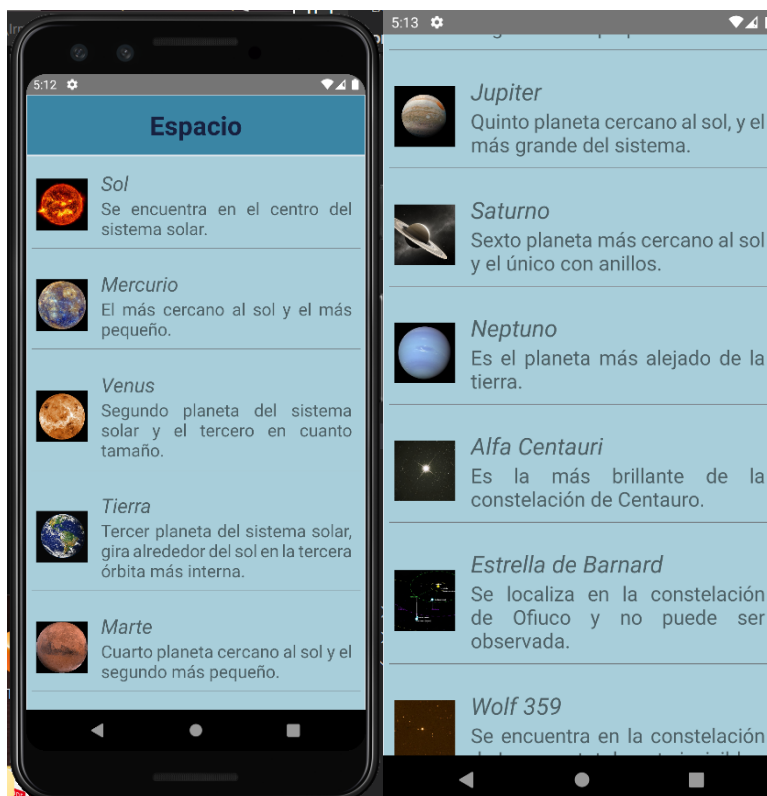 5:12
Espacio
Sol
Se encuentra en el centro del
sistema solar.
Mercurio
El más cercano al sol y el más
pequeño.
Venus
Segundo planeta del sistema
solar y el tercero en cuanto
tamaño.
Tierra
Tercer planeta del sistema solar,
gira alrededor del sol en la tercera
órbita más interna.
Marte
Cuarto planeta cercano al sol y el
segundo más pequeño.
5:13
Jupiter
Quinto planeta cercano al sol, y el
más grande del sistema.
Saturno
Sexto planeta más cercano al sol
y el único con anillos.
Neptuno
Es el planeta más alejado de la
tierra.
Alfa Centauri
Es la más brillante de la
constelación de Centauro.
Estrella de Barnard
Se localiza en la constelación
de Ofiuco y no puede ser
observada.
Wolf 359
Se encuentra en la constelación